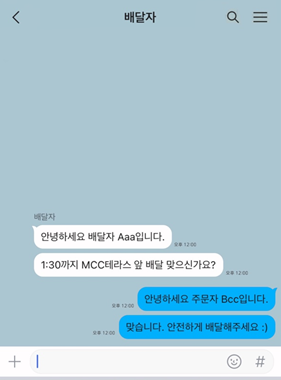 배달자
배달자
안녕하세요 배달자 Aaa입니다.
오후 12:00
1:30까지 MCC테라스 앞 배달 맞으신가요?
오후 12:00
오후 12:00
안녕하세요 주문자 Bcc입니다.
오후 12:00
맞습니다. 안전하게 배달해주세요 :)
#